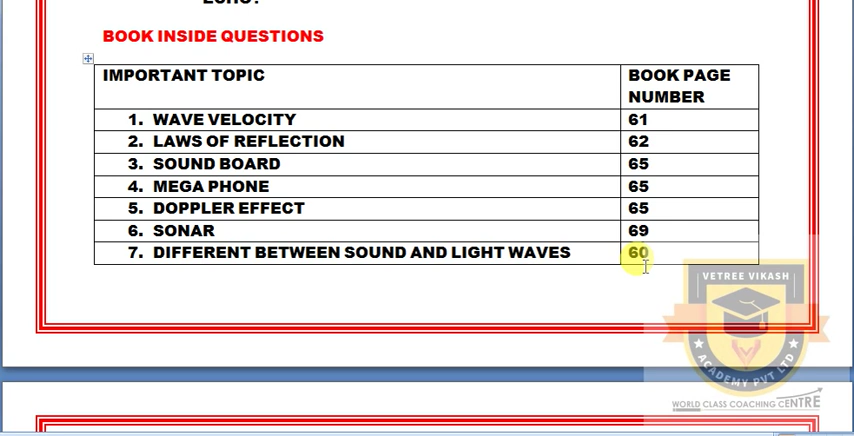 ECHO?
BOOK INSIDE QUESTIONS
IMPORTANT TOPIC BOOK PAGE
NUMBER
1. WAVE VELOCITY 61
2. LAWS OF REFLECTION 62
3. SOUND BOARD 65
4. MEGA PHONE 65
5. DOPPLER EFFECT 65
6. SONAR 69
7. DIFFERENT BETWEEN SOUND AND LIGHT WAVES 60
VETREE VIKASH
ACADEMY PVT LTD
WORLD CLASS COACHING CENTRE